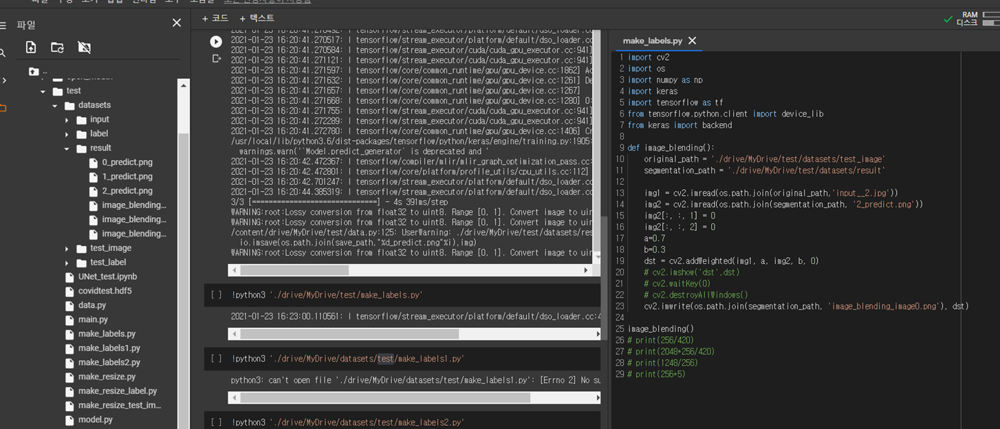 파일
..
test
datasets
input
label
result
0_predict.png
1_predict.png
2_predict.png
image_blending...
image_blending...
image_blending...
test_image
test_label
UNet_test.ipynb
covidtest.hdf5
data.py
main.py
make_labels.py
make_labels1.py
make_labels2.py
make_resize.py
make_resize_label.py
make_resize_test_im...
model.py
+ 코드 + 텍스트
RAM
디스크
2021-01-23 16:20:41.270492: I tensorflow/stream_executor/platform/default/dso_loader.cc
2021-01-23 16:20:41.270517: I tensorflow/stream_executor/platform/default/dso_loader.cc
2021-01-23 16:20:41.270584: I tensorflow/stream_executor/cuda/cuda_gpu_executor.cc:941]
2021-01-23 16:20:41.271121: I tensorflow/stream_executor/cuda/cuda_gpu_executor.cc:941]
2021-01-23 16:20:41.271597: I tensorflow/core/common_runtime/gpu/gpu_device.cc:1862] Ad
2021-01-23 16:20:41.271632: I tensorflow/core/common_runtime/gpu/gpu_device.cc:1261] De
2021-01-23 16:20:41.271657: I tensorflow/core/common_runtime/gpu/gpu_device.cc:1267]
2021-01-23 16:20:41.271668: I tensorflow/core/common_runtime/gpu/gpu_device.cc:1280] 0:
2021-01-23 16:20:41.271755: I tensorflow/stream_executor/cuda/cuda_gpu_executor.cc:941]
2021-01-23 16:20:41.272289: I tensorflow/stream_executor/cuda/cuda_gpu_executor.cc:941]
2021-01-23 16:20:41.272780: I tensorflow/core/common_runtime/gpu/gpu_device.cc:1406] Cr
/usr/local/lib/python3.6/dist-packages/tensorflow/python/keras/engine/training.py:1905:
warnings.warn('`Model.predict_generator` is deprecated and '
2021-01-23 16:20:42.472367: I tensorflow/compiler/mlir/mlir_graph_optimization_pass.cc:
2021-01-23 16:20:42.472801: I tensorflow/core/platform/profile_utils/cpu_utils.cc:112]
2021-01-23 16:20:42.701247: I tensorflow/stream_executor/platform/default/dso_loader.cc
2021-01-23 16:20:44.385319: I tensorflow/stream_executor/platform/default/dso_loader.cc
3/3 [==============================] - 4s 391ms/step
WARNING:root:Lossy conversion from float32 to uint8. Range [0, 1]. Convert image to uin
WARNING:root:Lossy conversion from float32 to uint8. Range [0, 1]. Convert image to uin
/content/drive/MyDrive/test/data.py:125: UserWarning: ./drive/MyDrive/test/datasets/res
io.imsave(os.path.join(save_path,"%d_predict.png"%i),img)
WARNING:root:Lossy conversion from float32 to uint8. Range [0, 1]. Convert image to uin
[ ] !python3 './drive/MyDrive/test/make_labels.py'
2021-01-23 16:23:00.110561: I tensorflow/stream_executor/platform/default/dso_loader.cc:4
[ ] !python3 './drive/MyDrive/datasets/test/make_labels1.py'
python3: can't open file './drive/MyDrive/datasets/test/make_labels1.py': [Errno 2] No su
[ ] !python3 './drive/MyDrive/datasets/test/make_labels2.py'
make_labels.py
1 import cv2
2 import os
3 import numpy as np
4 import keras
5 import tensorflow as tf
6 from tensorflow.python.client import device_lib
7 from keras import backend
8
9 def image_blending():
10 original_path = './drive/MyDrive/test/datasets/test_image'
11 segmentation_path = './drive/MyDrive/test/datasets/result'
12
13 img1 = cv2.imread(os.path.join(original_path,'input__2.jpg'))
14 img2 = cv2.imread(os.path.join(segmentation_path, '2_predict.png'))
15 img2[:, :, 1] = 0
16 img2[:, :, 2] = 0
17 a=0.7
18 b=0.3
19 dst = cv2.addWeighted(img1, a, img2, b, 0)
20 # cv2.imshow('dst',dst)
21 # cv2.waitKey(0)
22 # cv2.destroyAllWindows()
23 cv2.imwrite(os.path.join(segmentation_path, 'image_blending_image0.png'), dst)
24
25 image_blending()
26 # print(256/420)
27 # print(2048*256/420)
28 # print(1248/256)
29 # print(256*5)